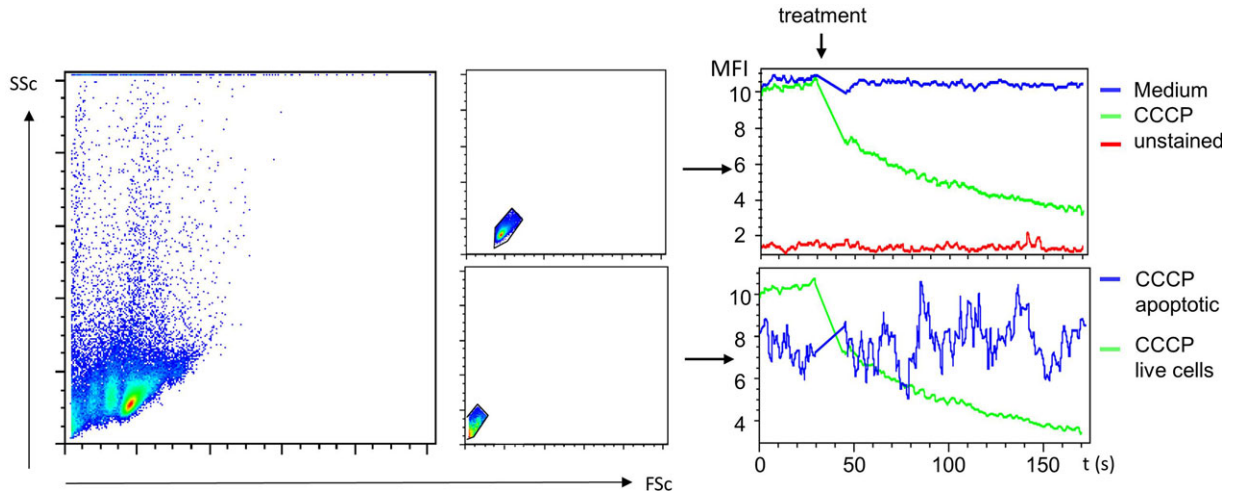 treatment
SSc
MFI
10
8
6
4
2
Medium
CCCP
unstained
10
8
6
4
CCCP
apoptotic
CCCP
live cells
0 50 100 150 t (s)
FSc